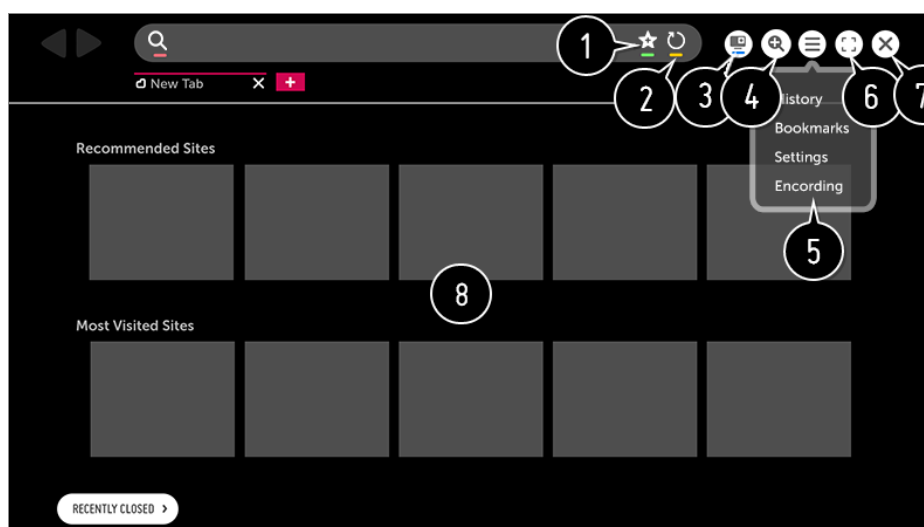 1
New Tab
2
3
4
6
7
History
Bookmarks
Settings
Encording
5
Recommended Sites
8
Most Visited Sites
RECENTLY CLOSED